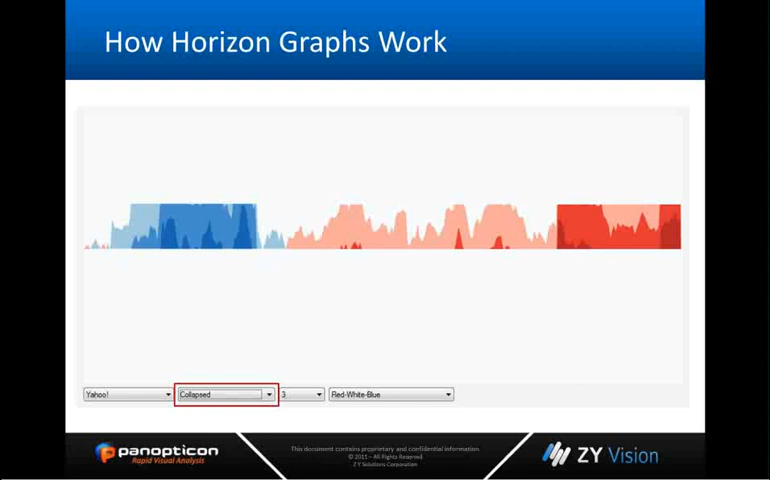 How Horizon Graphs Work
Yahoo!
Collapsed
3
Red-White-Blue
panopticon
Rapid Visual Analysis
This document contains proprietary and confidential information.
© 2011 – All Rights Reserved
Z Y Solutions Corporation
ZY Vision